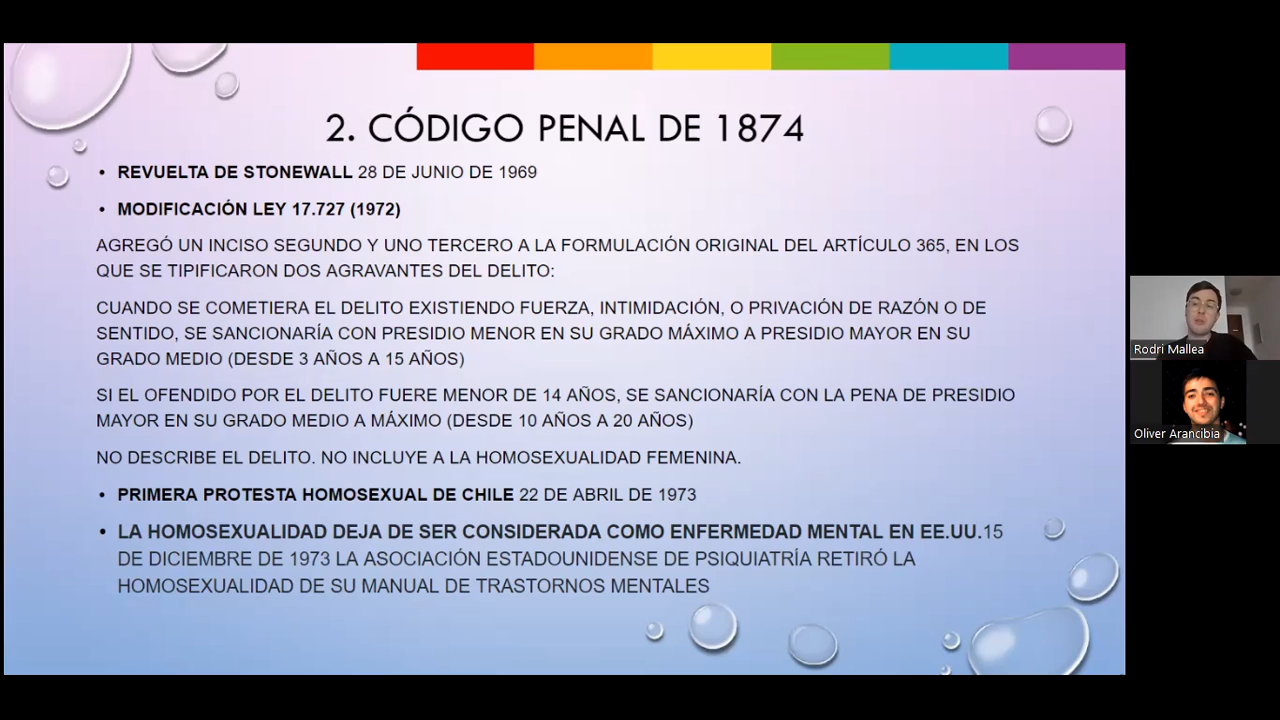 2. CÓDIGO PENAL DE 1874
• REVUELTA DE STONEWALL 28 DE JUNIO DE 1969
• MODIFICACIÓN LEY 17.727 (1972)
AGREGÓ UN INCISO SEGUNDO Y UNO TERCERO A LA FORMULACIÓN ORIGINAL DEL ARTÍCULO 365, EN LOS
QUE SE TIPIFICARON DOS AGRAVANTES DEL DELITO:
CUANDO SE COMETIERA EL DELITO EXISTIENDO FUERZA, INTIMIDACIÓN, O PRIVACIÓN DE RAZÓN O DE
SENTIDO, SE SANCIONARÍA CON PRESIDIO MENOR EN SU GRADO MÁXIMO A PRESIDIO MAYOR EN SU
GRADO MEDIO (DESDE 3 AÑOS A 15 AÑOS)
SI EL OFENDIDO POR EL DELITO FUERE MENOR DE 14 AÑOS, SE SANCIONARÍA CON LA PENA DE PRESIDIO
MAYOR EN SU GRADO MEDIO A MÁXIMO (DESDE 10 AÑOS A 20 AÑOS)
NO DESCRIBE EL DELITO. NO INCLUYE A LA HOMOSEXUALIDAD FEMENINA.
• PRIMERA PROTESTA HOMOSEXUAL DE CHILE 22 DE ABRIL DE 1973
• LA HOMOSEXUALIDAD DEJA DE SER CONSIDERADA COMO ENFERMEDAD MENTAL EN EE.UU.15
DE DICIEMBRE DE 1973 LA ASOCIACIÓN ESTADOUNIDENSE DE PSIQUIATRÍA RETIRÓ LA
HOMOSEXUALIDAD DE SU MANUAL DE TRASTORNOS MENTALES
Rodri Mallea
Oliver Arancibia